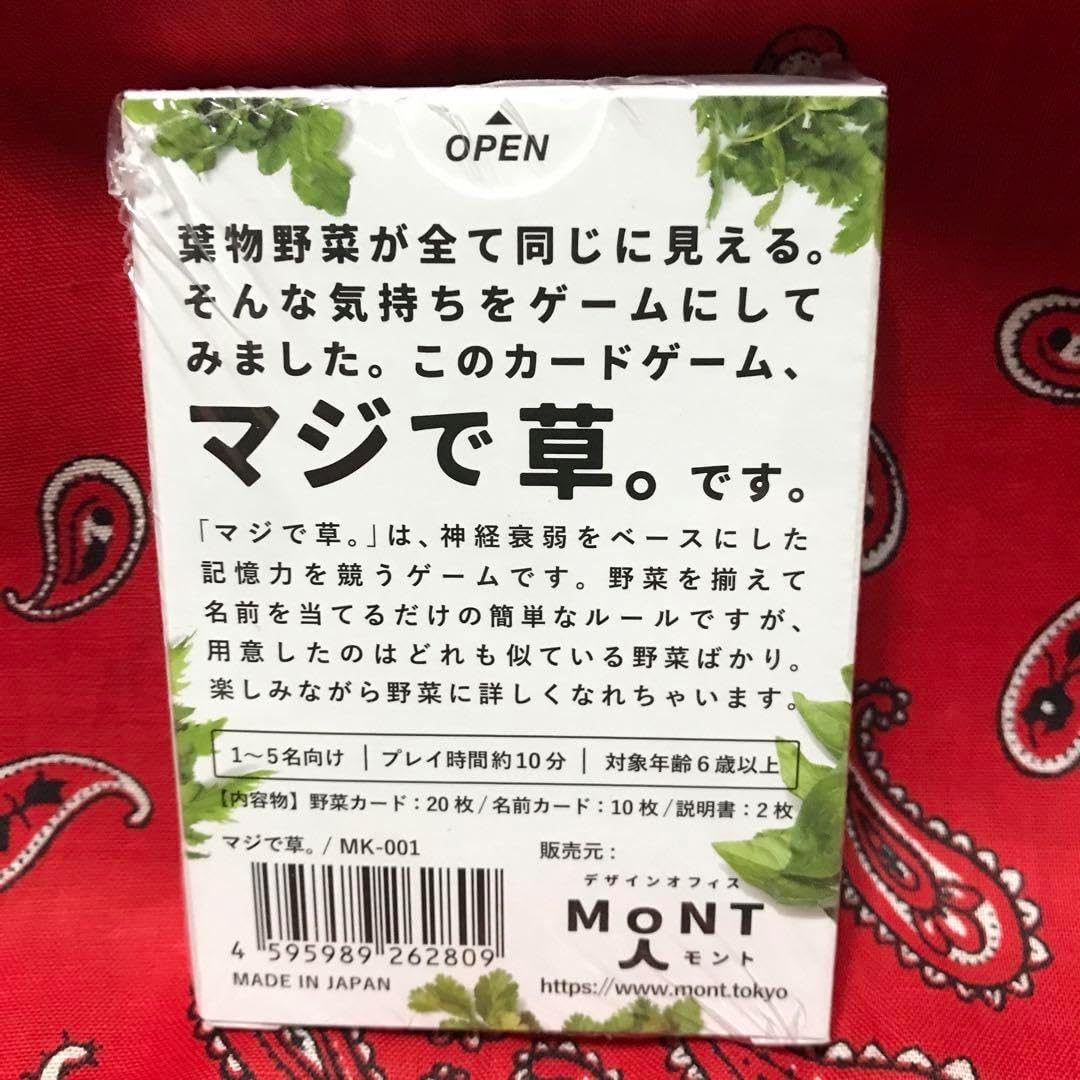 OPEN
葉物野菜が全て同じに見える。
そんな気持ちをゲームにして
みました。このカードゲーム、
マジで草。です。
「マジで草。」は、神経衰弱をベースにした
記憶力を競うゲームです。野菜を揃えて
名前を当てるだけの簡単なルールですが、
用意したのはどれも似ている野菜ばかり。
楽しみながら野菜に詳しくなれちゃいます。
1〜5名向け | プレイ時間約10分 | 対象年齢6歳以上
【内容物】野菜カード：20枚/名前カード：10枚/説明書：2枚
マジで草。/ MK-001
4 595989 262809
MADE IN JAPAN
販売元：
デザインオフィス
MoNT
モント
https://www.mont.tokyo